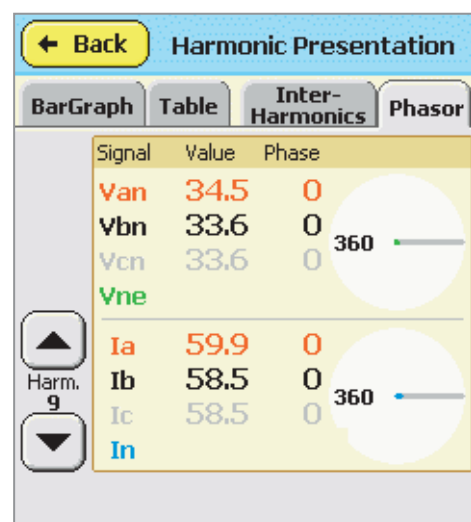 ← Back Harmonic Presentation
BarGraph Table Inter-Harmonics Phasor
Signal Value Phase
Van 34.5 0
Vbn 33.6 0
Vcn 33.6 0
Vne
360
Ia 59.9 0
Ib 58.5 0
Ic 58.5 0
In
360
Harm.
9